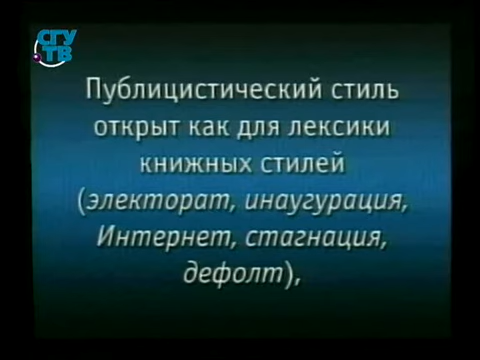 СГУ
ТВ
Публицистический стиль
открыт как для лексики
книжных стилей
(электорат, инаугурация,
Интернет, стагнация,
дефолт),